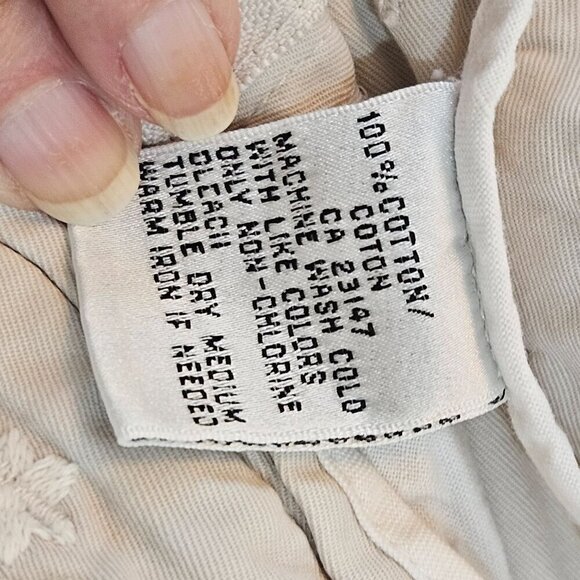 100% COTTON/
COTON
CA 23147
MACHINE WASH COLD
WITH LIKE COLORS
ONLY NON-CHLORINE
BLEACH
TUMBLE DRY MEDIUM
WARM IRON IF NEEDED